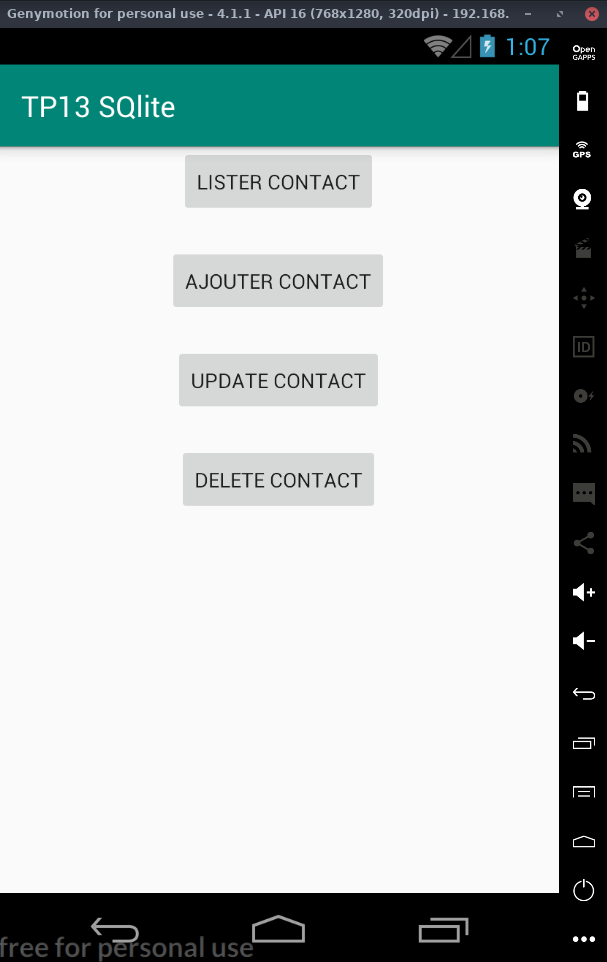 Genymotion for personal use - 4.1.1 - API 16 (768x1280, 320dpi) - 192.168.
1:07
Open
GAPPS
TP13 SQlite
GPS
LISTER CONTACT
AJOUTER CONTACT
ID
UPDATE CONTACT
DELETE CONTACT
free for personal use